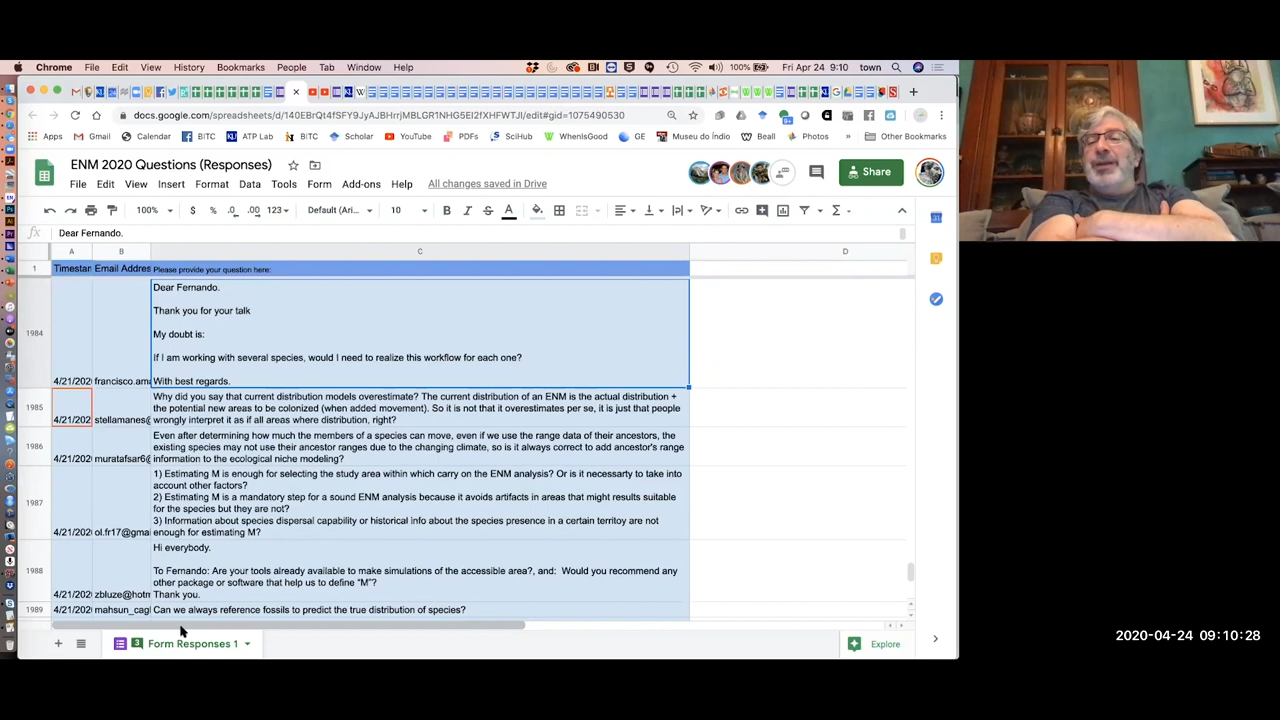 Chrome File Edit View History Bookmarks People Tab Window Help 100% Fri Apr 24 9:10 town
docs.google.com/spreadsheets/d/140EBrQt4fSFY9JyAJBHrrjMBLGR1NHG5EI2fXHFWTJI/edit#gid=1075490530
Apps Gmail Calendar BITC ATP Lab BITC Scholar YouTube PDFs SciHub WhenIsGood GE Museu do Índio Beall Photos » Other Bookmarks
ENM 2020 Questions (Responses)
File Edit View Insert Format Data Tools Form Add-ons Help All changes saved in Drive
Share
100% $ % .0 .00 123 Default (Ari... 10 B I S A
fx Dear Fernando.
A B C D
1 Timestar Email Addres Please provide your question here:
Dear Fernando.
Thank you for your talk
1984 My doubt is:
If I am working with several species, would I need to realize this workflow for each one?
4/21/202 francisco.ama With best regards.
Why did you say that current distribution models overestimate? The current distribution of an ENM is the actual distribution +
1985 the potential new areas to be colonized (when added movement). So it is not that it overestimates per se, it is just that people
4/21/202 stellamanes@ wrongly interpret it as if all areas where distribution, right?
Even after determining how much the members of a species can move, even if we use the range data of their ancestors, the
1986 existing species may not use their ancestor ranges due to the changing climate, so is it always correct to add ancestor's range
4/21/202 muratafsar6@ information to the ecological niche modeling?
1) Estimating M is enough for selecting the study area within which carry on the ENM analysis? Or is it necessarty to take into
account other factors?
1987 2) Estimating M is a mandatory step for a sound ENM analysis because it avoids artifacts in areas that might results suitable
for the species but they are not?
3) Information about species dispersal capability or historical info about the species presence in a certain territoy are not
4/21/202 ol.fr17@gmai enough for estimating M?
Hi everybody.
1988 To Fernando: Are your tools already available to make simulations of the accessible area?, and: Would you recommend any
other package or software that help us to define “M”?
4/21/202 zbluze@hotm Thank you.
1989 4/21/202 mahsun_cagl Can we always reference fossils to predict the true distribution of species?
3 Form Responses 1
Explore
2020-04-24 09:10:28